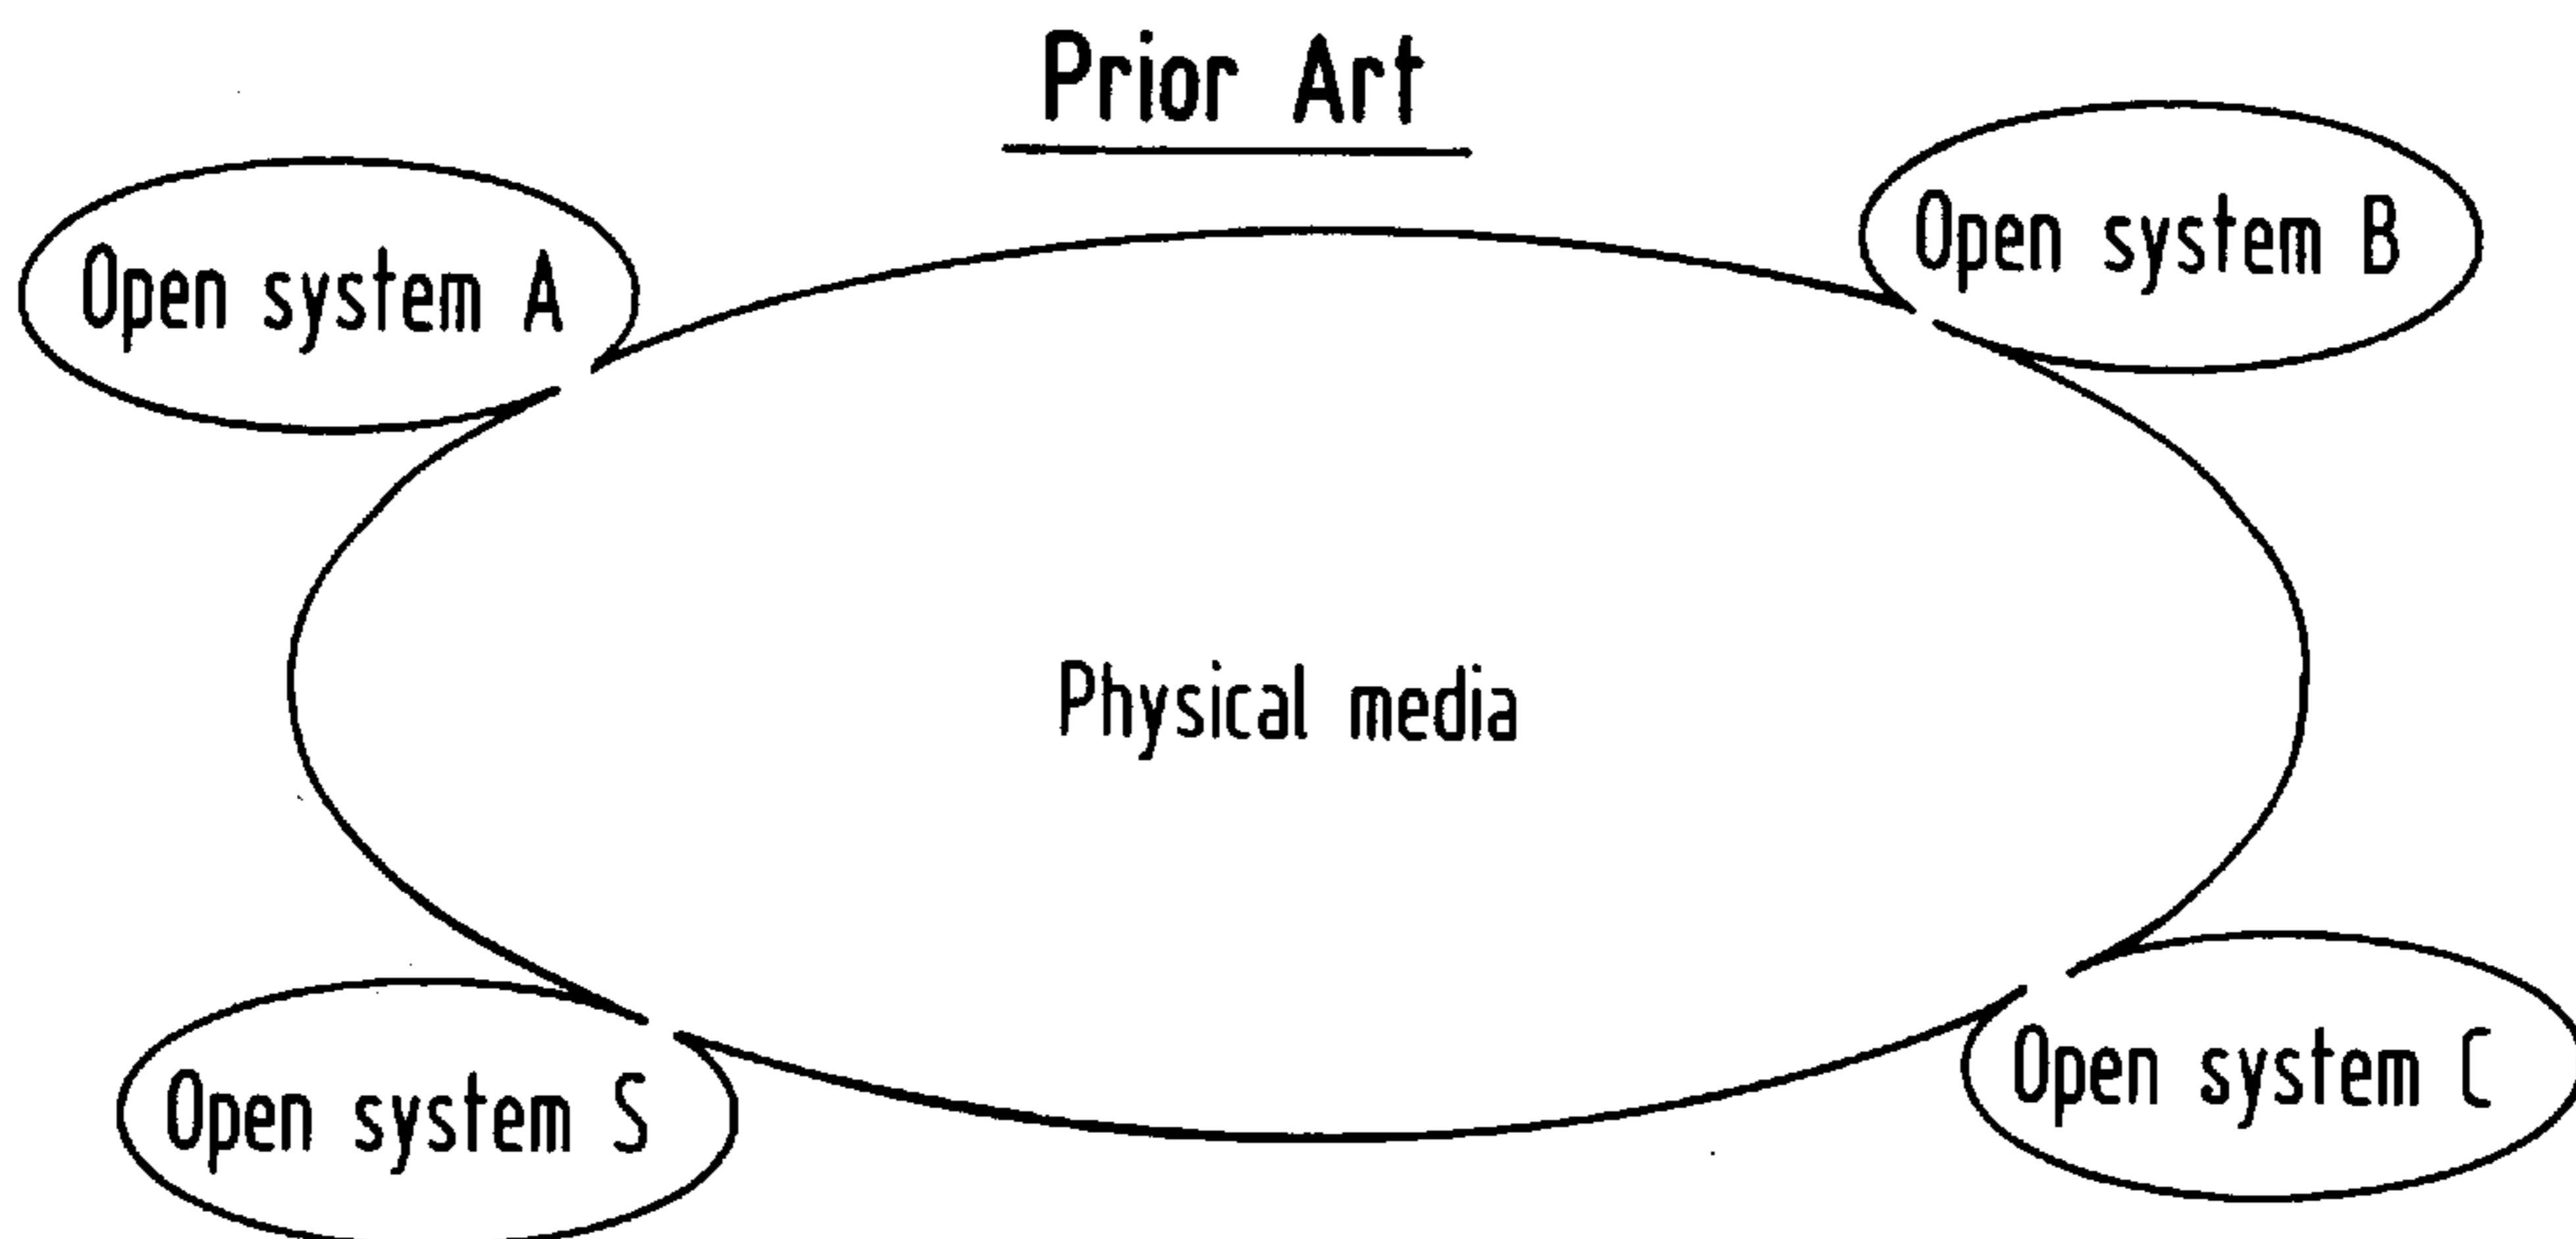 Prior Art
Open system A
Open system B
Physical media
Open system S
Open system C